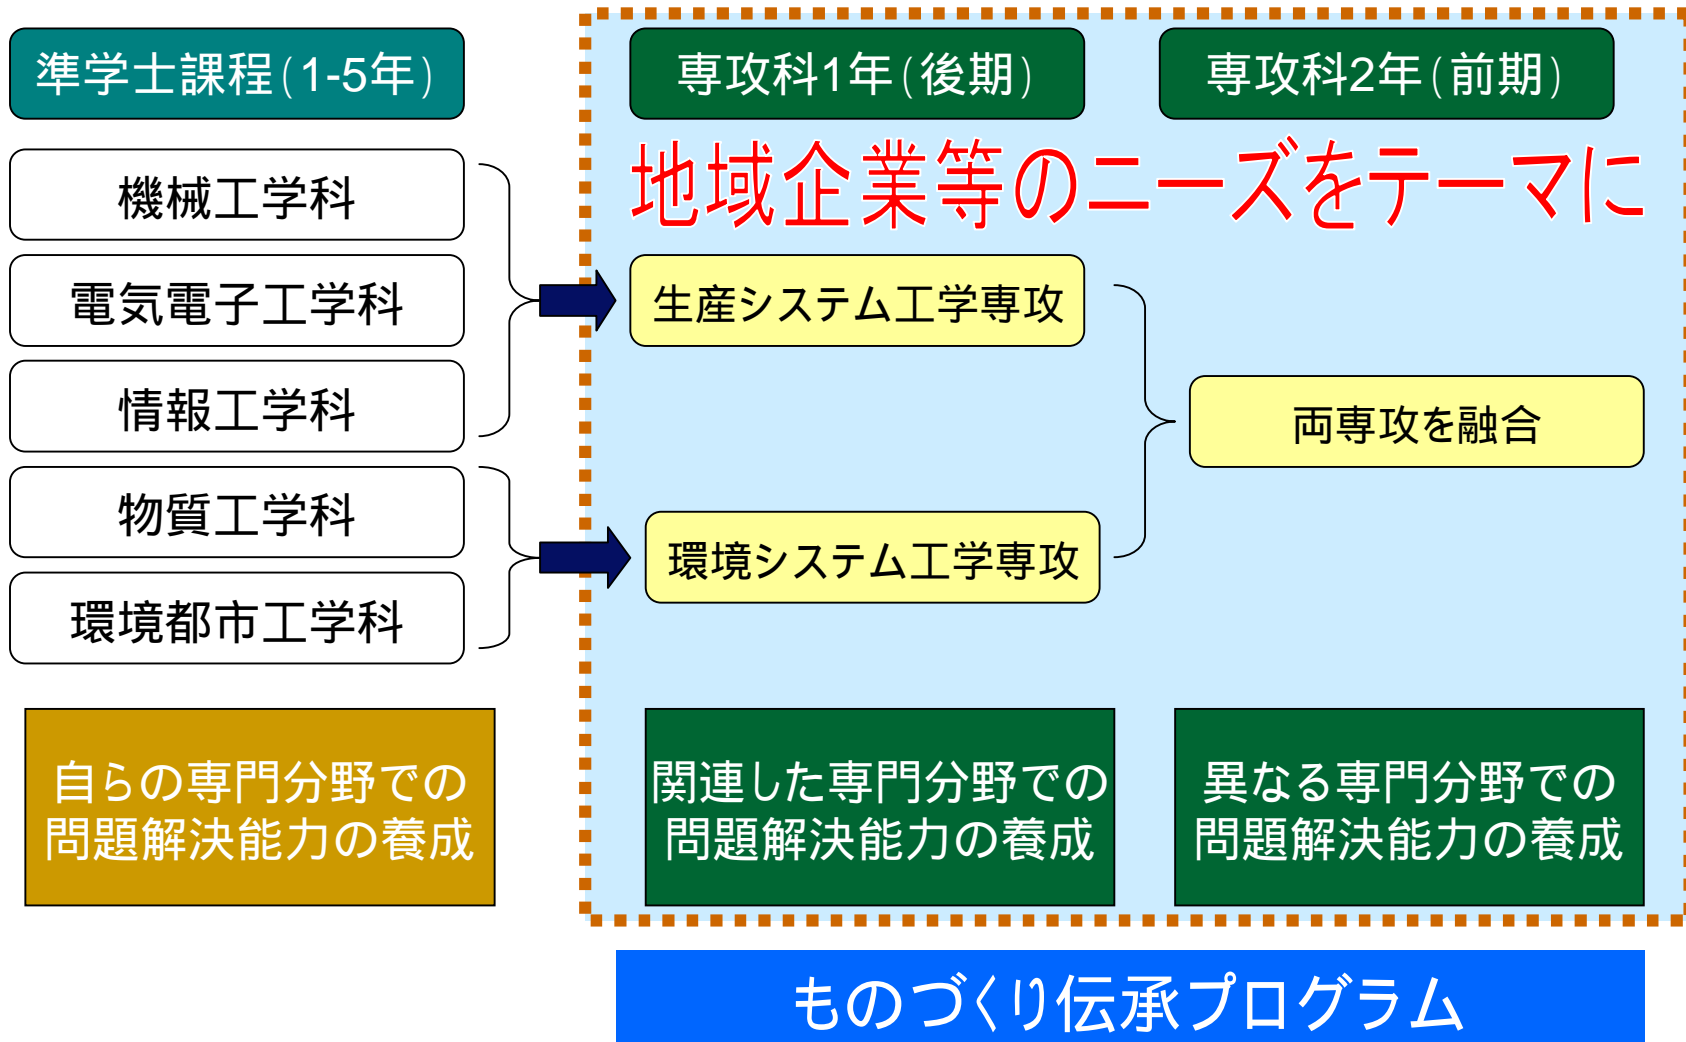 準学士課程(1-5年)
専攻科1年(後期)
専攻科2年(前期)
地域企業等のニーズをテーマに
機械工学科
電気電子工学科
情報工学科
物質工学科
環境都市工学科
生産システム工学専攻
環境システム工学専攻
両専攻を融合
自らの専門分野での
問題解決能力の養成
関連した専門分野での
問題解決能力の養成
異なる専門分野での
問題解決能力の養成
ものづくり伝承プログラム